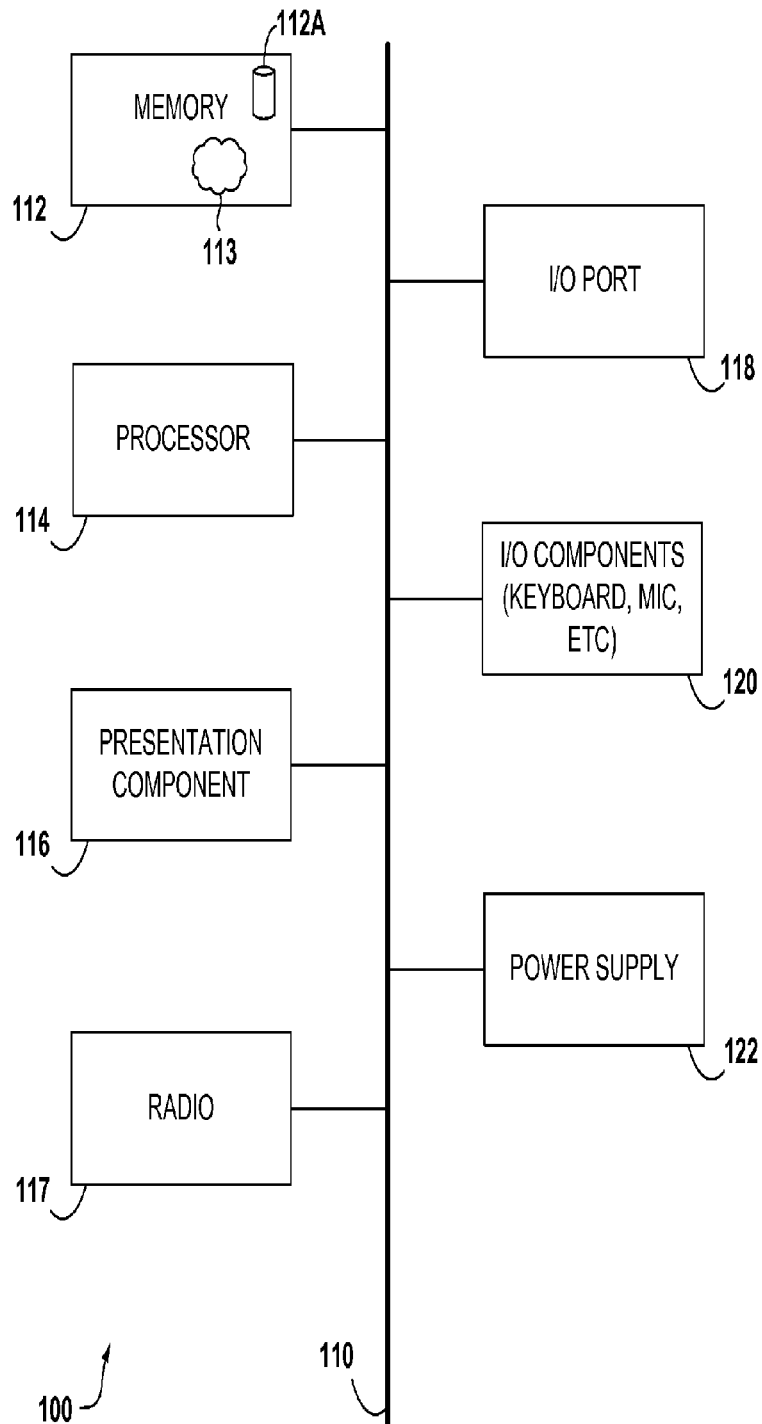 112A
MEMORY
112
113
I/O PORT
118
PROCESSOR
114
I/O COMPONENTS
(KEYBOARD, MIC,
ETC)
120
PRESENTATION
COMPONENT
116
POWER SUPPLY
122
RADIO
117
110
100